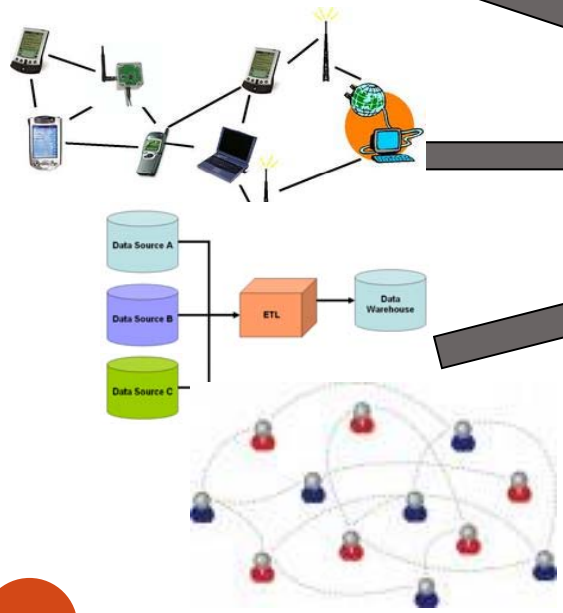 Data Source A
Data Source B
ETL
Data
Warehouse
Data Source C